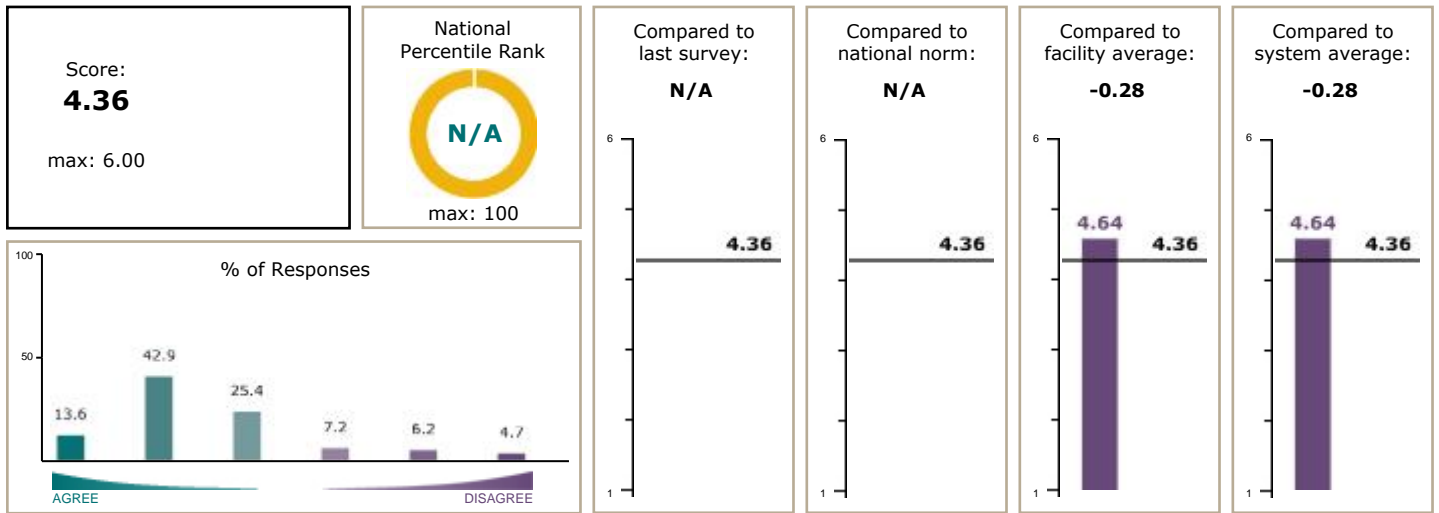 Score:
4.36
max: 6.00
National
Percentile Rank
N/A
max: 100
% of Responses
100
50
13.6
42.9
25.4
7.2
6.2
4.7
AGREE
DISAGREE
Compared to
last survey:
N/A
6
4.36
1
Compared to
national norm:
N/A
6
4.36
1
Compared to
facility average:
-0.28
6
4.64
4.36
1
Compared to
system average:
-0.28
6
4.64
4.36
1